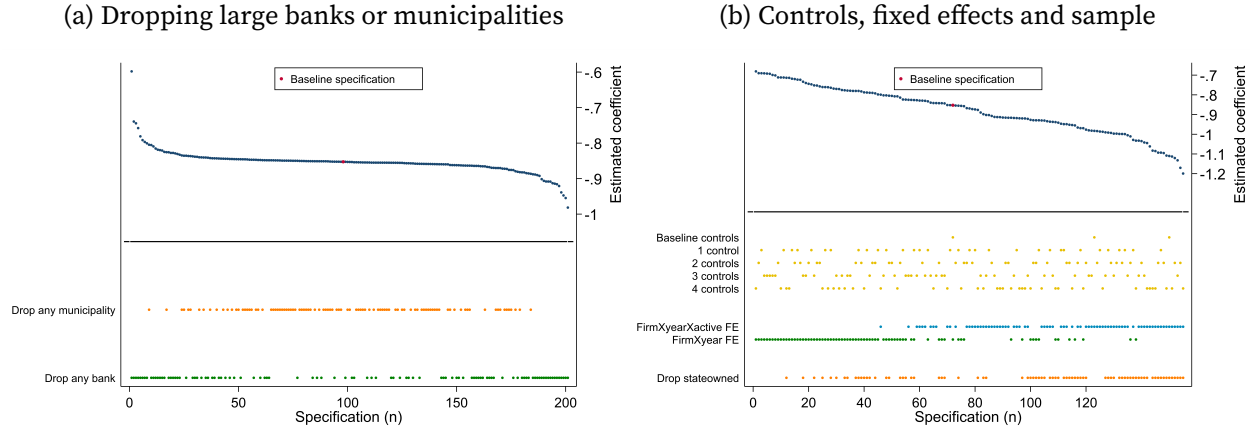 (a) Dropping large banks or municipalities
Baseline specification
-.6
-.7
-.8
-.9
-1
Estimated coefficient
Drop any municipality
Drop any bank
0 50 100 150 200
Specification (n)
(b) Controls, fixed effects and sample
Baseline specification
-.7
-.8
-.9
-1
-1.1
-1.2
Estimated coefficient
Baseline controls
1 control
2 controls
3 controls
4 controls
FirmXyearXactive FE
FirmXyear FE
Drop stateowned
0 20 40 60 80 100 120
Specification (n)